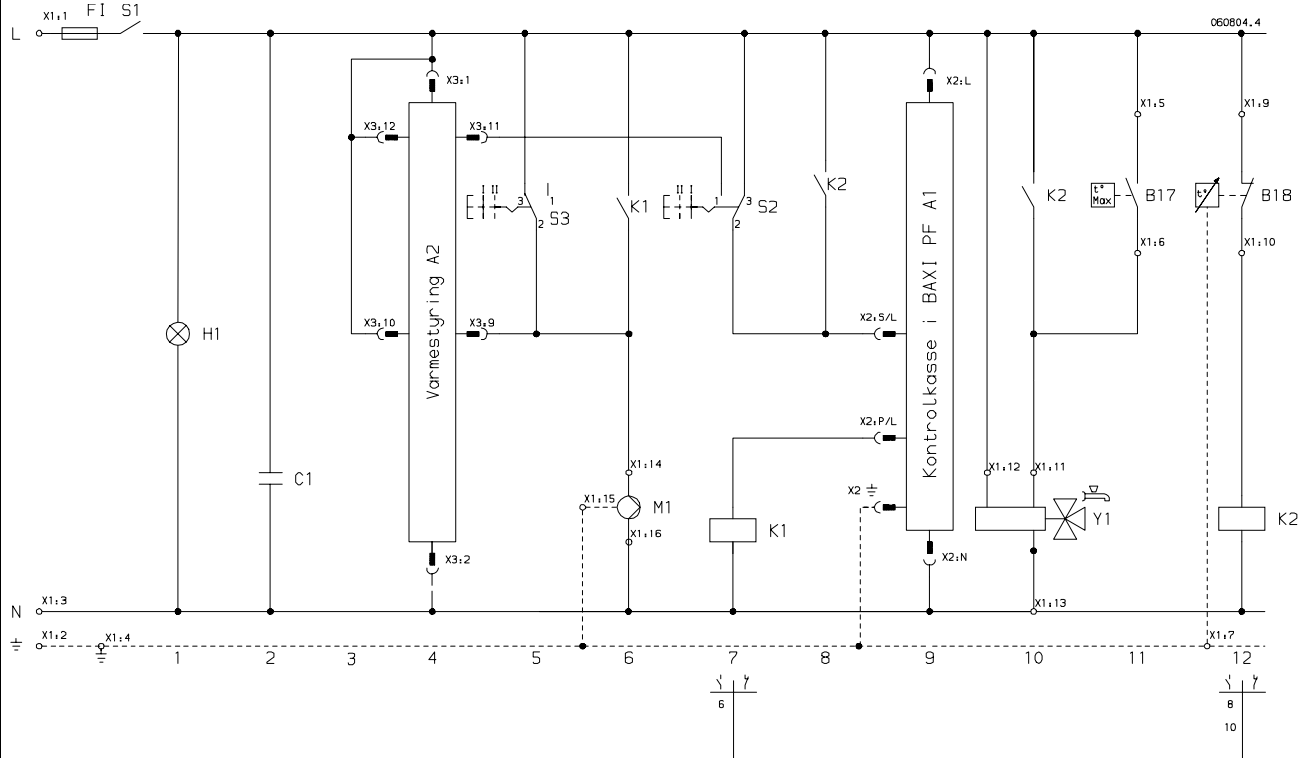 X1:1 FI S1
060804.4
L
X3:1 X2:L
X1:5 X1:9
X3:12 X3:11
K2
t° Max
B17
t°
B18
I II
3 1 2
I
S3
K1
II I
1 3 2
S2
K2
X1:6 X1:10
Varmestyring A2
Kontrolkasse i BAXI PF A1
H1
X3:10 X3:9
X2:S/L
X2:P/L
C1
X1:14 X1:12 X1:11
X1:15 M1
X2
K1
Y1
K2
X1:16
X3:2 X2:N
N X1:3 X1:13
X1:2 X1:4 X1:7
1 2 3 4 5 6 7 8 9 10 11 12
6 8
10